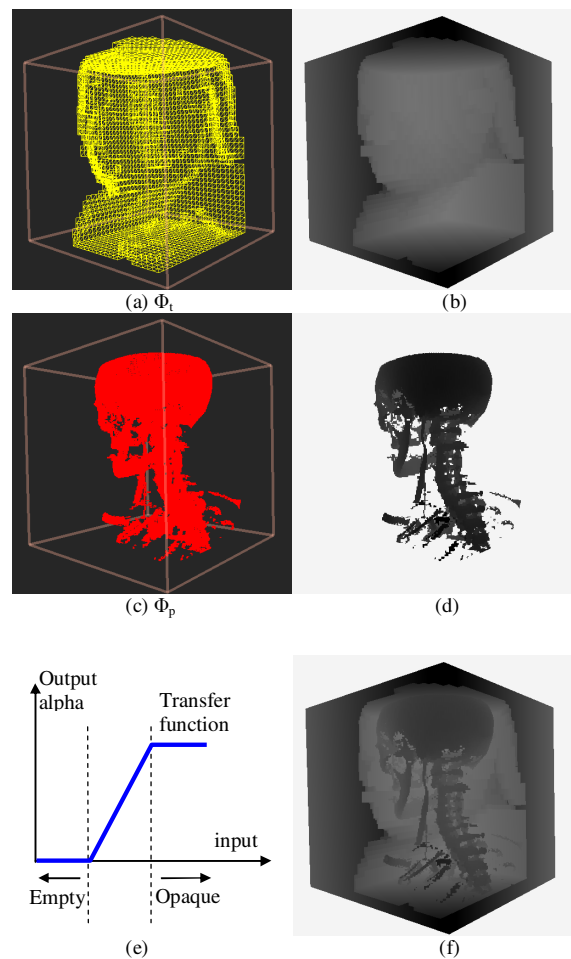 (a) Φt
(b)
(c) Φp
(d)
Output
alpha
Transfer
function
input
Empty
Opaque
(e)
(f)